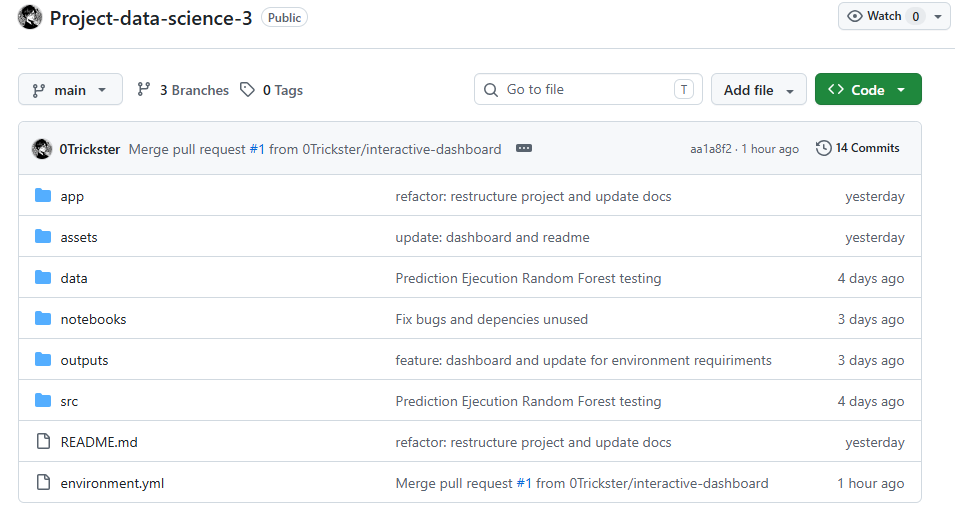 Project-data-science-3 Public Watch 0
main 3 Branches 0 Tags Go to file T Add file Code
0Trickster Merge pull request #1 from 0Trickster/interactive-dashboard aa1a8f2 · 1 hour ago 14 Commits
app refactor: restructure project and update docs yesterday
assets update: dashboard and readme yesterday
data Prediction Ejecution Random Forest testing 4 days ago
notebooks Fix bugs and depencies unused 3 days ago
outputs feature: dashboard and update for environment requiriments 3 days ago
src Prediction Ejecution Random Forest testing 4 days ago
README.md refactor: restructure project and update docs yesterday
environment.yml Merge pull request #1 from 0Trickster/interactive-dashboard 1 hour ago